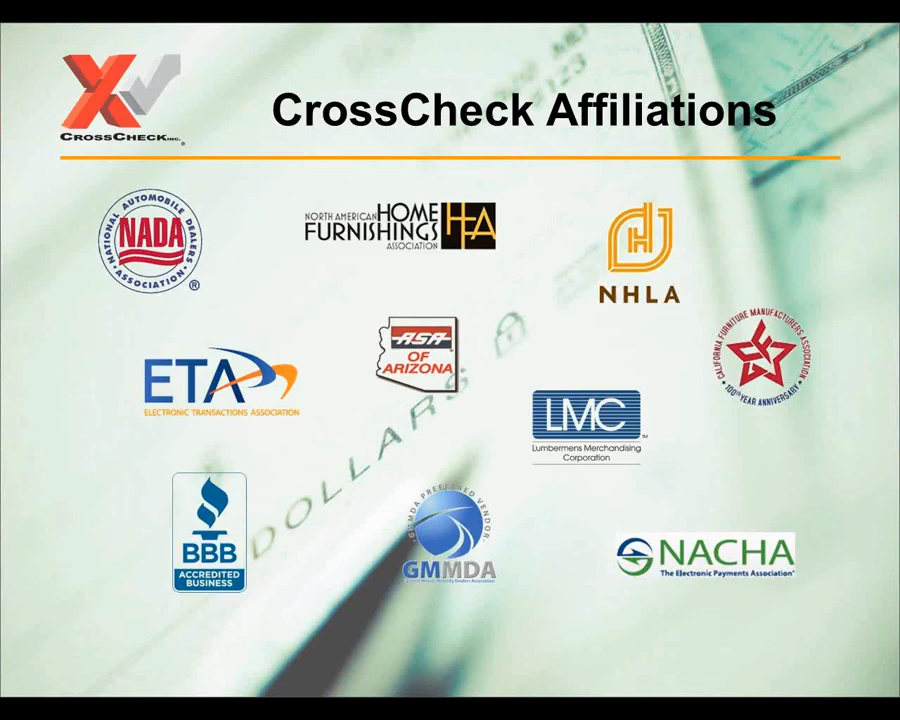 CROSSCHECK INC.
®
CrossCheck Affiliations
NATIONAL AUTOMOBILE DEALERS
NADA
• ASSOCIATION •
®
NORTH AMERICAN HOME
FURNISHINGS
ASSOCIATION
HFA
NHLA
CALIFORNIA FURNITURE MANUFACTURERS ASSOCIATION
• 100th YEAR ANNIVERSARY •
ETA
ELECTRONIC TRANSACTIONS ASSOCIATION
ASA
OF
ARIZONA
LMC
TM
Lumbermens Merchandising
Corporation
DOLLARS
BBB
ACCREDITED
BUSINESS
GMMDA PREFERRED VENDOR
GMMDA
NACHA
The Electronic Payments Association®